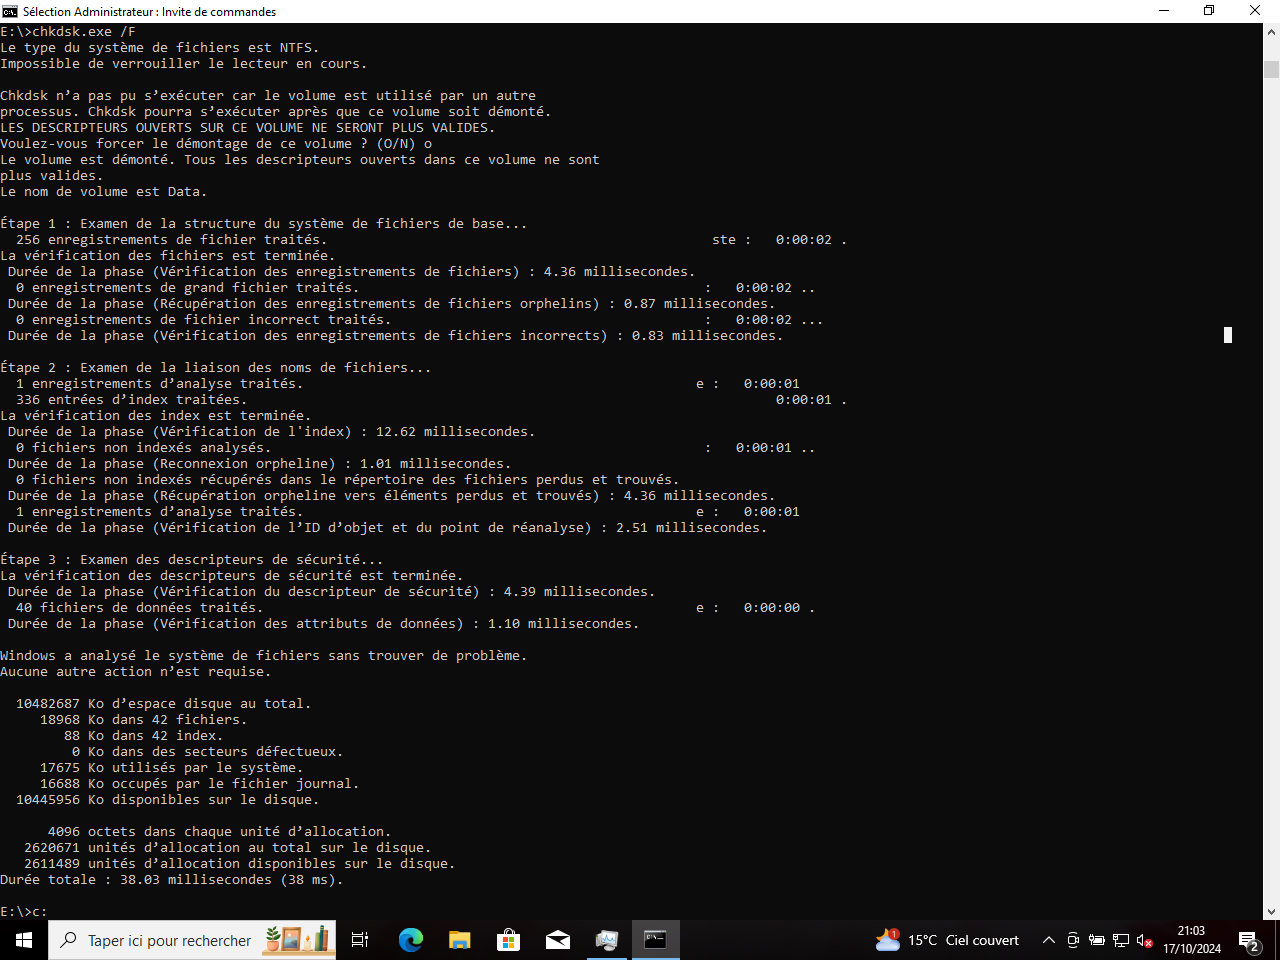 Sélection Administrateur : Invite de commandes
E:\>chkdsk.exe /F
Le type du système de fichiers est NTFS.
Impossible de verrouiller le lecteur en cours.
Chkdsk n’a pas pu s’exécuter car le volume est utilisé par un autre
processus. Chkdsk pourra s’exécuter après que ce volume soit démonté.
LES DESCRIPTEURS OUVERTS SUR CE VOLUME NE SERONT PLUS VALIDES.
Voulez-vous forcer le démontage de ce volume ? (O/N) o
Le volume est démonté. Tous les descripteurs ouverts dans ce volume ne sont
plus valides.
Le nom de volume est Data.
Étape 1 : Examen de la structure du système de fichiers de base...
256 enregistrements de fichier traités. ste : 0:00:02 .
La vérification des fichiers est terminée.
Durée de la phase (Vérification des enregistrements de fichiers) : 4.36 millisecondes.
0 enregistrements de grand fichier traités. : 0:00:02 ..
Durée de la phase (Récupération des enregistrements de fichiers orphelins) : 0.87 millisecondes.
0 enregistrements de fichier incorrect traités. : 0:00:02 ...
Durée de la phase (Vérification des enregistrements de fichiers incorrects) : 0.83 millisecondes.
Étape 2 : Examen de la liaison des noms de fichiers...
1 enregistrements d’analyse traités. e : 0:00:01
336 entrées d’index traitées. 0:00:01 .
La vérification des index est terminée.
Durée de la phase (Vérification de l'index) : 12.62 millisecondes.
0 fichiers non indexés analysés. : 0:00:01 ..
Durée de la phase (Reconnexion orpheline) : 1.01 millisecondes.
0 fichiers non indexés récupérés dans le répertoire des fichiers perdus et trouvés.
Durée de la phase (Récupération orpheline vers éléments perdus et trouvés) : 4.36 millisecondes.
1 enregistrements d’analyse traités. e : 0:00:01
Durée de la phase (Vérification de l’ID d’objet et du point de réanalyse) : 2.51 millisecondes.
Étape 3 : Examen des descripteurs de sécurité...
La vérification des descripteurs de sécurité est terminée.
Durée de la phase (Vérification du descripteur de sécurité) : 4.39 millisecondes.
40 fichiers de données traités. e : 0:00:00 .
Durée de la phase (Vérification des attributs de données) : 1.10 millisecondes.
Windows a analysé le système de fichiers sans trouver de problème.
Aucune autre action n’est requise.
10482687 Ko d’espace disque au total.
18968 Ko dans 42 fichiers.
88 Ko dans 42 index.
0 Ko dans des secteurs défectueux.
17675 Ko utilisés par le système.
16688 Ko occupés par le fichier journal.
10445956 Ko disponibles sur le disque.
4096 octets dans chaque unité d’allocation.
2620671 unités d’allocation au total sur le disque.
2611489 unités d’allocation disponibles sur le disque.
Durée totale : 38.03 millisecondes (38 ms).
E:\>c:
Taper ici pour rechercher
1
15°C Ciel couvert
21:03
17/10/2024
2